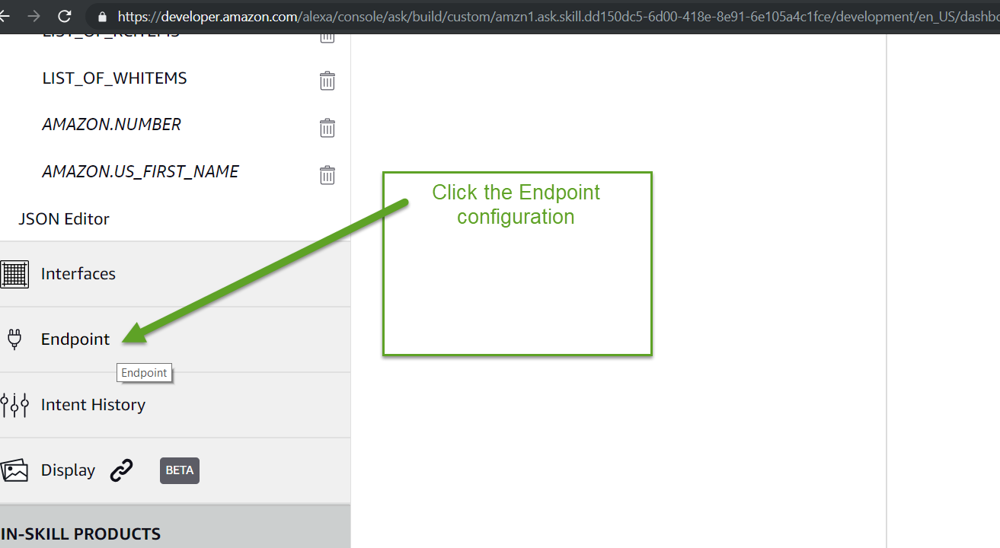 https://developer.amazon.com/alexa/console/ask/build/custom/amzn1.ask.skill.dd150dc5-6d00-418e-8e91-6e105a4c1fce/development/en_US/dashbo
LIST_OF_RCITEMS
LIST_OF_WHITEMS
AMAZON.NUMBER
AMAZON.US_FIRST_NAME
Click the Endpoint
configuration
JSON Editor
Interfaces
Endpoint
Endpoint
Intent History
Display BETA
IN-SKILL PRODUCTS